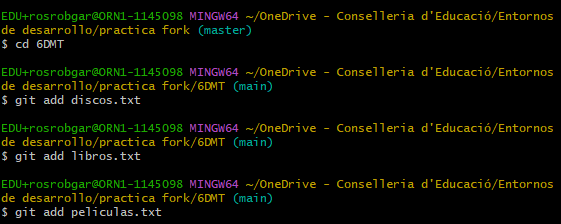 EDU+rosrobgar@ORN1-1145098 MINGW64 ~/OneDrive - Conselleria d'Educació/Entornos
de desarrollo/practica fork (master)
$ cd 6DMT
EDU+rosrobgar@ORN1-1145098 MINGW64 ~/OneDrive - Conselleria d'Educació/Entornos
de desarrollo/practica fork/6DMT (main)
$ git add discos.txt
EDU+rosrobgar@ORN1-1145098 MINGW64 ~/OneDrive - Conselleria d'Educació/Entornos
de desarrollo/practica fork/6DMT (main)
$ git add libros.txt
EDU+rosrobgar@ORN1-1145098 MINGW64 ~/OneDrive - Conselleria d'Educació/Entornos
de desarrollo/practica fork/6DMT (main)
$ git add peliculas.txt